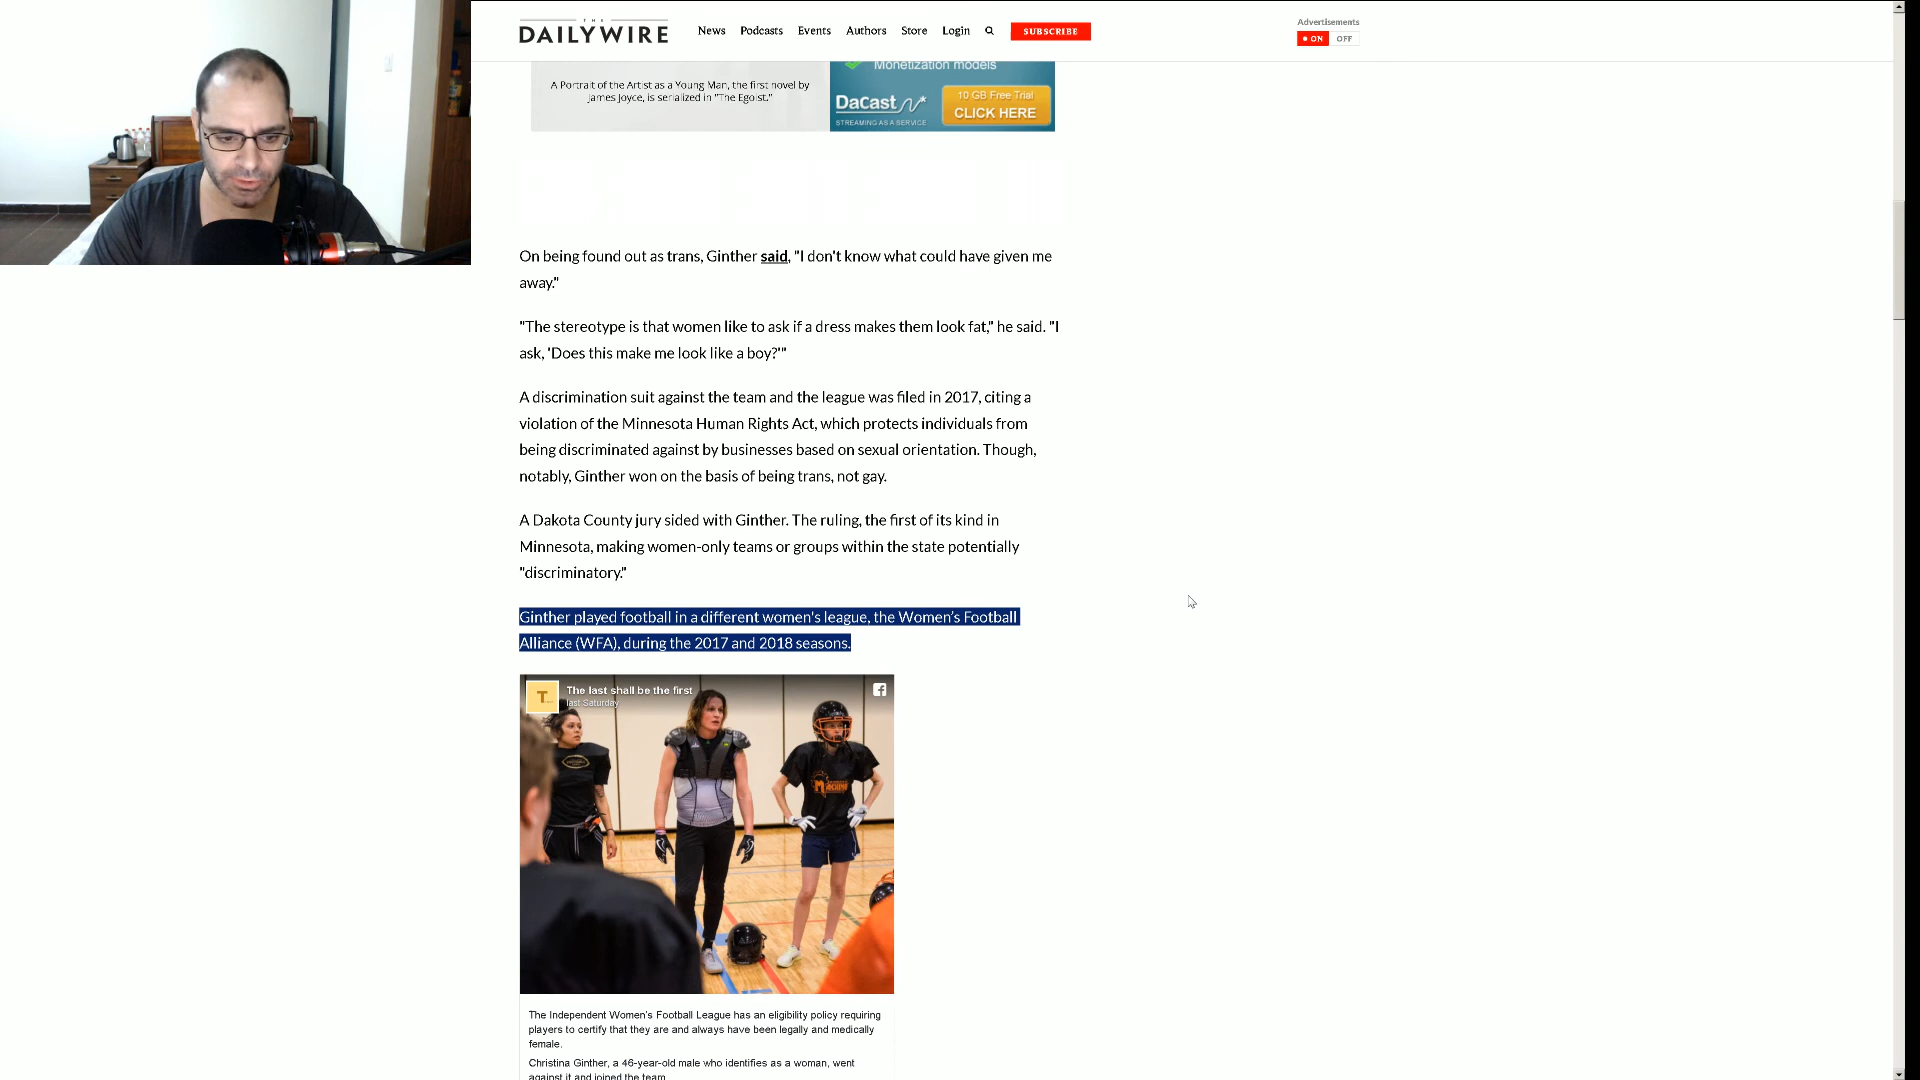 THE
DAILYWIRE
News Podcasts Events Authors Store Login SUBSCRIBE
Advertisements
ON OFF
A Portrait of the Artist as a Young Man, the first novel by
James Joyce, is serialized in "The Egoist."
Monetization models
DaCast
STREAMING AS A SERVICE
10 GB Free Trial
CLICK HERE
On being found out as trans, Ginther said, "I don't know what could have given me
away."
"The stereotype is that women like to ask if a dress makes them look fat," he said. "I
ask, 'Does this make me look like a boy?'"
A discrimination suit against the team and the league was filed in 2017, citing a
violation of the Minnesota Human Rights Act, which protects individuals from
being discriminated against by businesses based on sexual orientation. Though,
notably, Ginther won on the basis of being trans, not gay.
A Dakota County jury sided with Ginther. The ruling, the first of its kind in
Minnesota, making women-only teams or groups within the state potentially
"discriminatory."
Ginther played football in a different women's league, the Women’s Football
Alliance (WFA), during the 2017 and 2018 seasons.
T...
The last shall be the first
last Saturday
The Independent Women's Football League has an eligibility policy requiring
players to certify that they are and always have been legally and medically
female.
Christina Ginther, a 46-year-old male who identifies as a woman, went
against it and joined the team